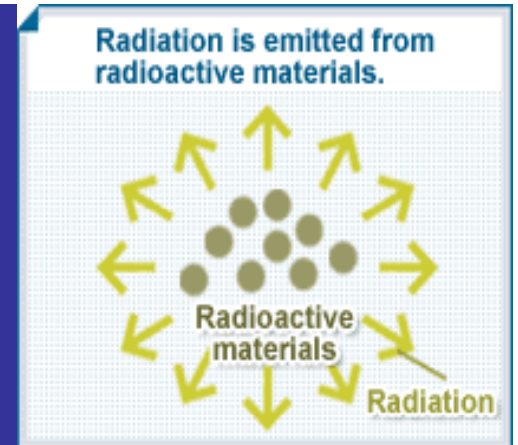 Radiation is emitted from
radioactive materials.
Radioactive
materials
Radiation